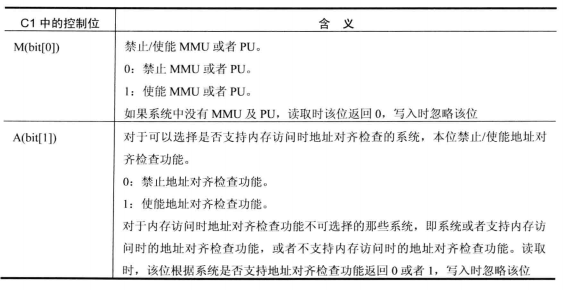 C1 中的控制位 含 义
M(bit[0]) 禁止/使能 MMU 或者 PU。
0：禁止 MMU 或者 PU。
1：使能 MMU 或者 PU。
如果系统中没有 MMU 及 PU，读取时该位返回 0，写入时忽略该位
A(bit[1]) 对于可以选择是否支持内存访问时地址对齐检查的系统，本位禁止/使能地址对
齐检查功能。
0：禁止地址对齐检查功能。
1：使能地址对齐检查功能。
对于内存访问时地址对齐检查功能不可选择的那些系统，即系统或者支持内存访
问时的地址对齐检查功能，或者不支持内存访问时的地址对齐检查功能。读取
时，该位根据系统是否支持地址对齐检查功能返回 0 或者 1，写入时忽略该位